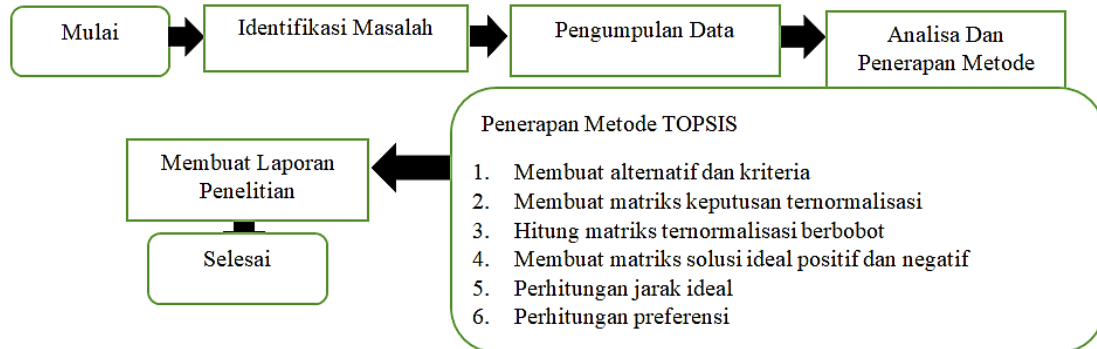 Mulai
Identifikasi Masalah
Pengumpulan Data
Analisa Dan
Penerapan Metode
Penerapan Metode TOPSIS
1. Membuat alternatif dan kriteria
2. Membuat matriks keputusan ternormalisasi
3. Hitung matriks ternormalisasi berbobot
4. Membuat matriks solusi ideal positif dan negatif
5. Perhitungan jarak ideal
6. Perhitungan preferensi
Membuat Laporan
Penelitian
Selesai